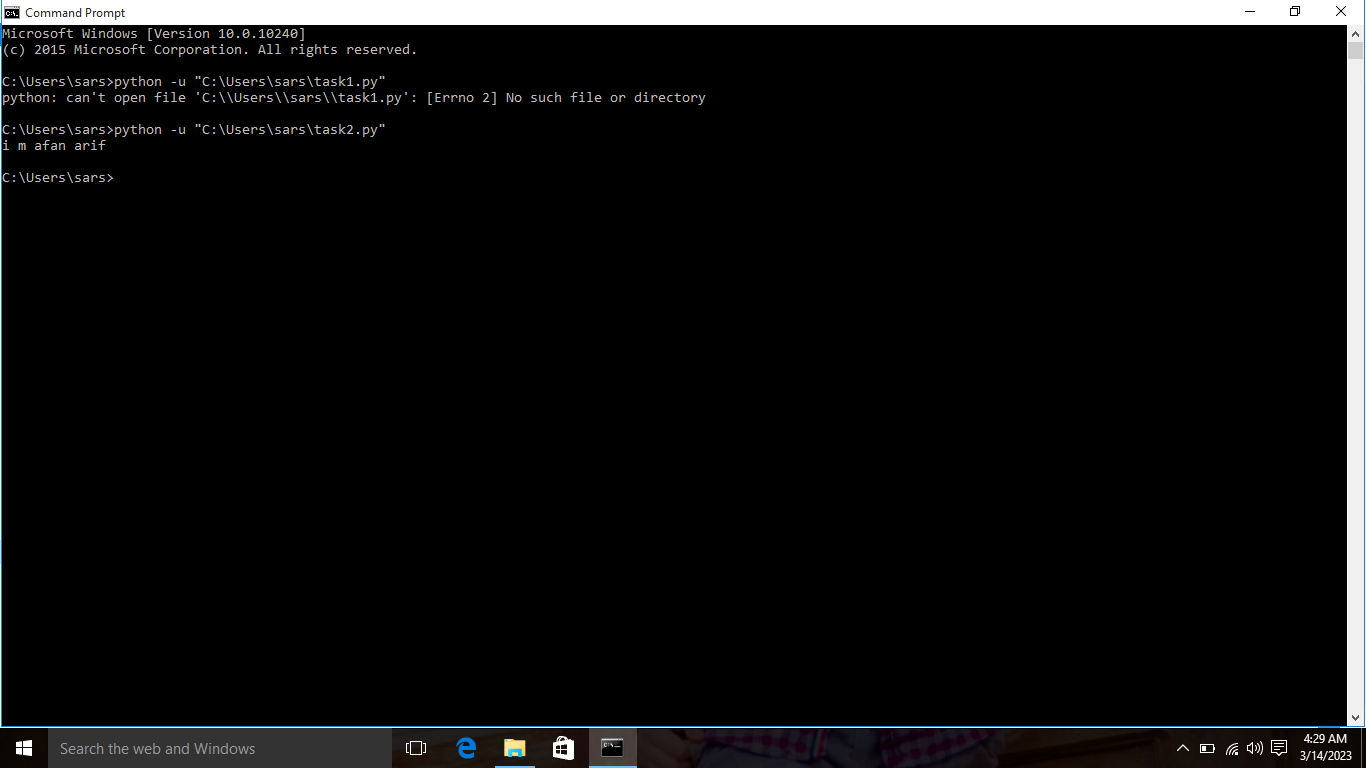 Command Prompt
Microsoft Windows [Version 10.0.10240]
(c) 2015 Microsoft Corporation. All rights reserved.
C:\Users\sars>python -u "C:\Users\sars\task1.py"
python: can't open file 'C:\\Users\\sars\\task1.py': [Errno 2] No such file or directory
C:\Users\sars>python -u "C:\Users\sars\task2.py"
i m afan arif
C:\Users\sars>
Search the web and Windows
4:29 AM
3/14/2023